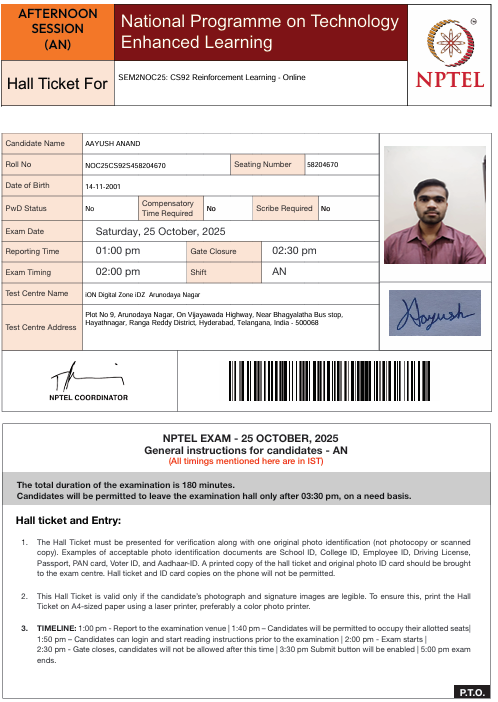 AFTERNOON
SESSION
(AN)
National Programme on Technology
Enhanced Learning
Hall Ticket For
SEM2NOC25: CS92 Reinforcement Learning - Online
TM
NPTEL
Candidate Name AAYUSH ANAND
Roll No NOC25CS92S458204670 Seating Number 58204670
Date of Birth 14-11-2001
PwD Status No Compensatory Time Required No Scribe Required No
Exam Date Saturday, 25 October, 2025
Reporting Time 01:00 pm Gate Closure 02:30 pm
Exam Timing 02:00 pm Shift AN
Test Centre Name iON Digital Zone iDZ Arunodaya Nagar
Test Centre Address Plot No 9, Arunodaya Nagar, On Vijayawada Highway, Near Bhagyalatha Bus stop,
Hayathnagar, Ranga Reddy District, Hyderabad, Telangana, India - 500068
Aayush
NPTEL COORDINATOR
NPTEL EXAM - 25 OCTOBER, 2025
General instructions for candidates - AN
(All timings mentioned here are in IST)
The total duration of the examination is 180 minutes.
Candidates will be permitted to leave the examination hall only after 03:30 pm, on a need basis.
Hall ticket and Entry:
1. The Hall Ticket must be presented for verification along with one original photo identification (not photocopy or scanned
copy). Examples of acceptable photo identification documents are School ID, College ID, Employee ID, Driving License,
Passport, PAN card, Voter ID, and Aadhaar-ID. A printed copy of the hall ticket and original photo ID card should be brought
to the exam centre. Hall ticket and ID card copies on the phone will not be permitted.
2. This Hall Ticket is valid only if the candidate's photograph and signature images are legible. To ensure this, print the Hall
Ticket on A4-sized paper using a laser printer, preferably a color photo printer.
3. TIMELINE: 1:00 pm - Report to the examination venue | 1:40 pm – Candidates will be permitted to occupy their allotted seats|
1:50 pm – Candidates can login and start reading instructions prior to the examination | 2:00 pm - Exam starts |
2:30 pm - Gate closes, candidates will not be allowed after this time | 3:30 pm Submit button will be enabled | 5:00 pm exam
ends.
P.T.O.